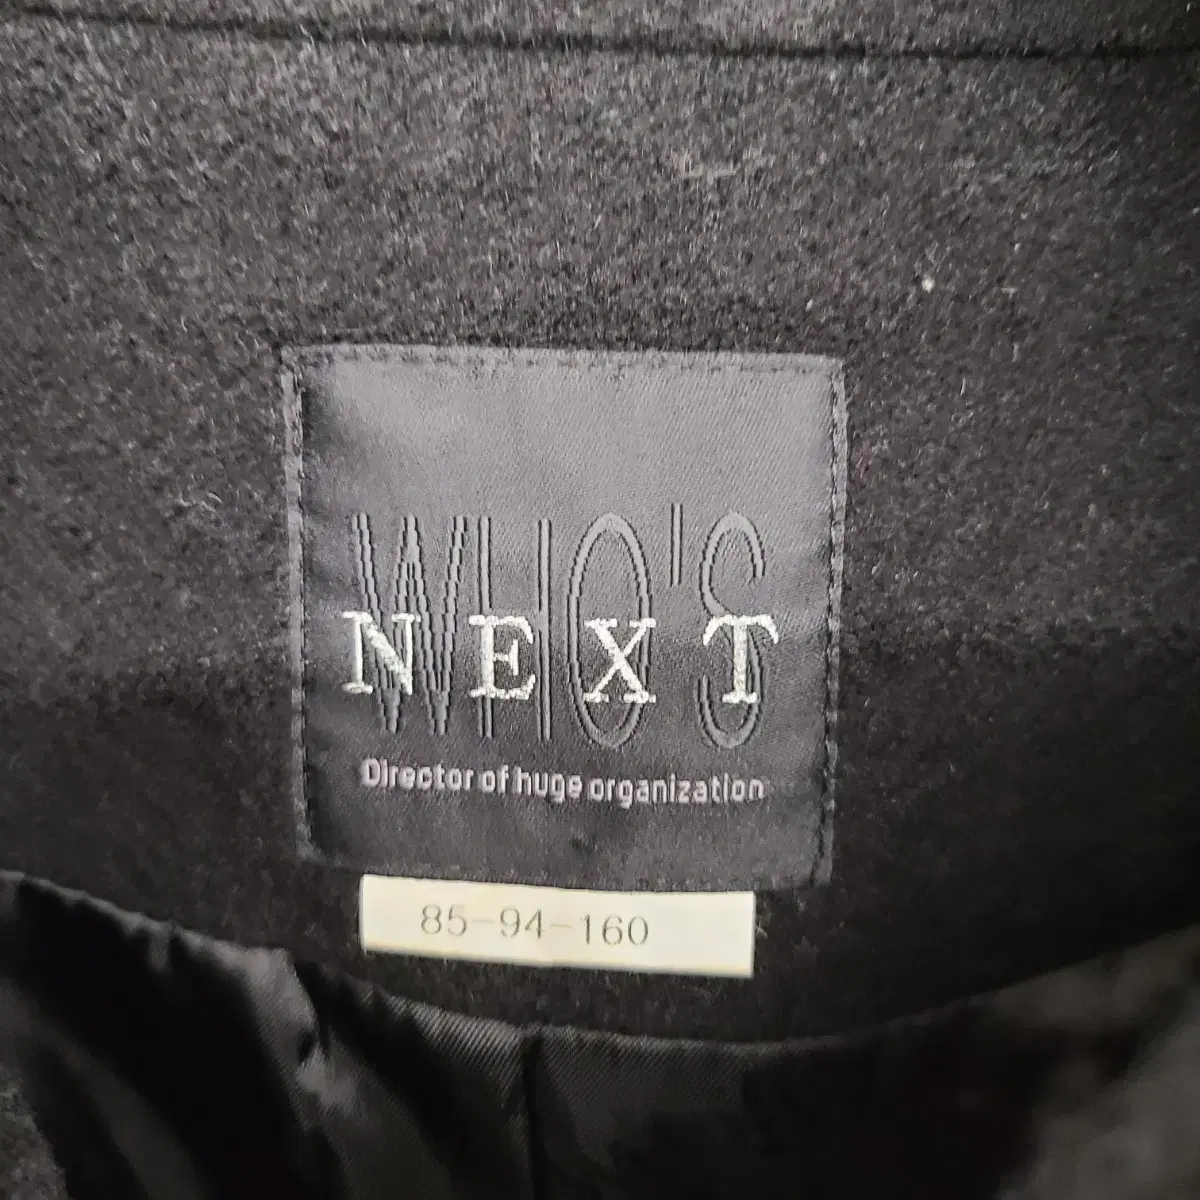 WHO'S
NEXT
Director of huge organization
85-94-160